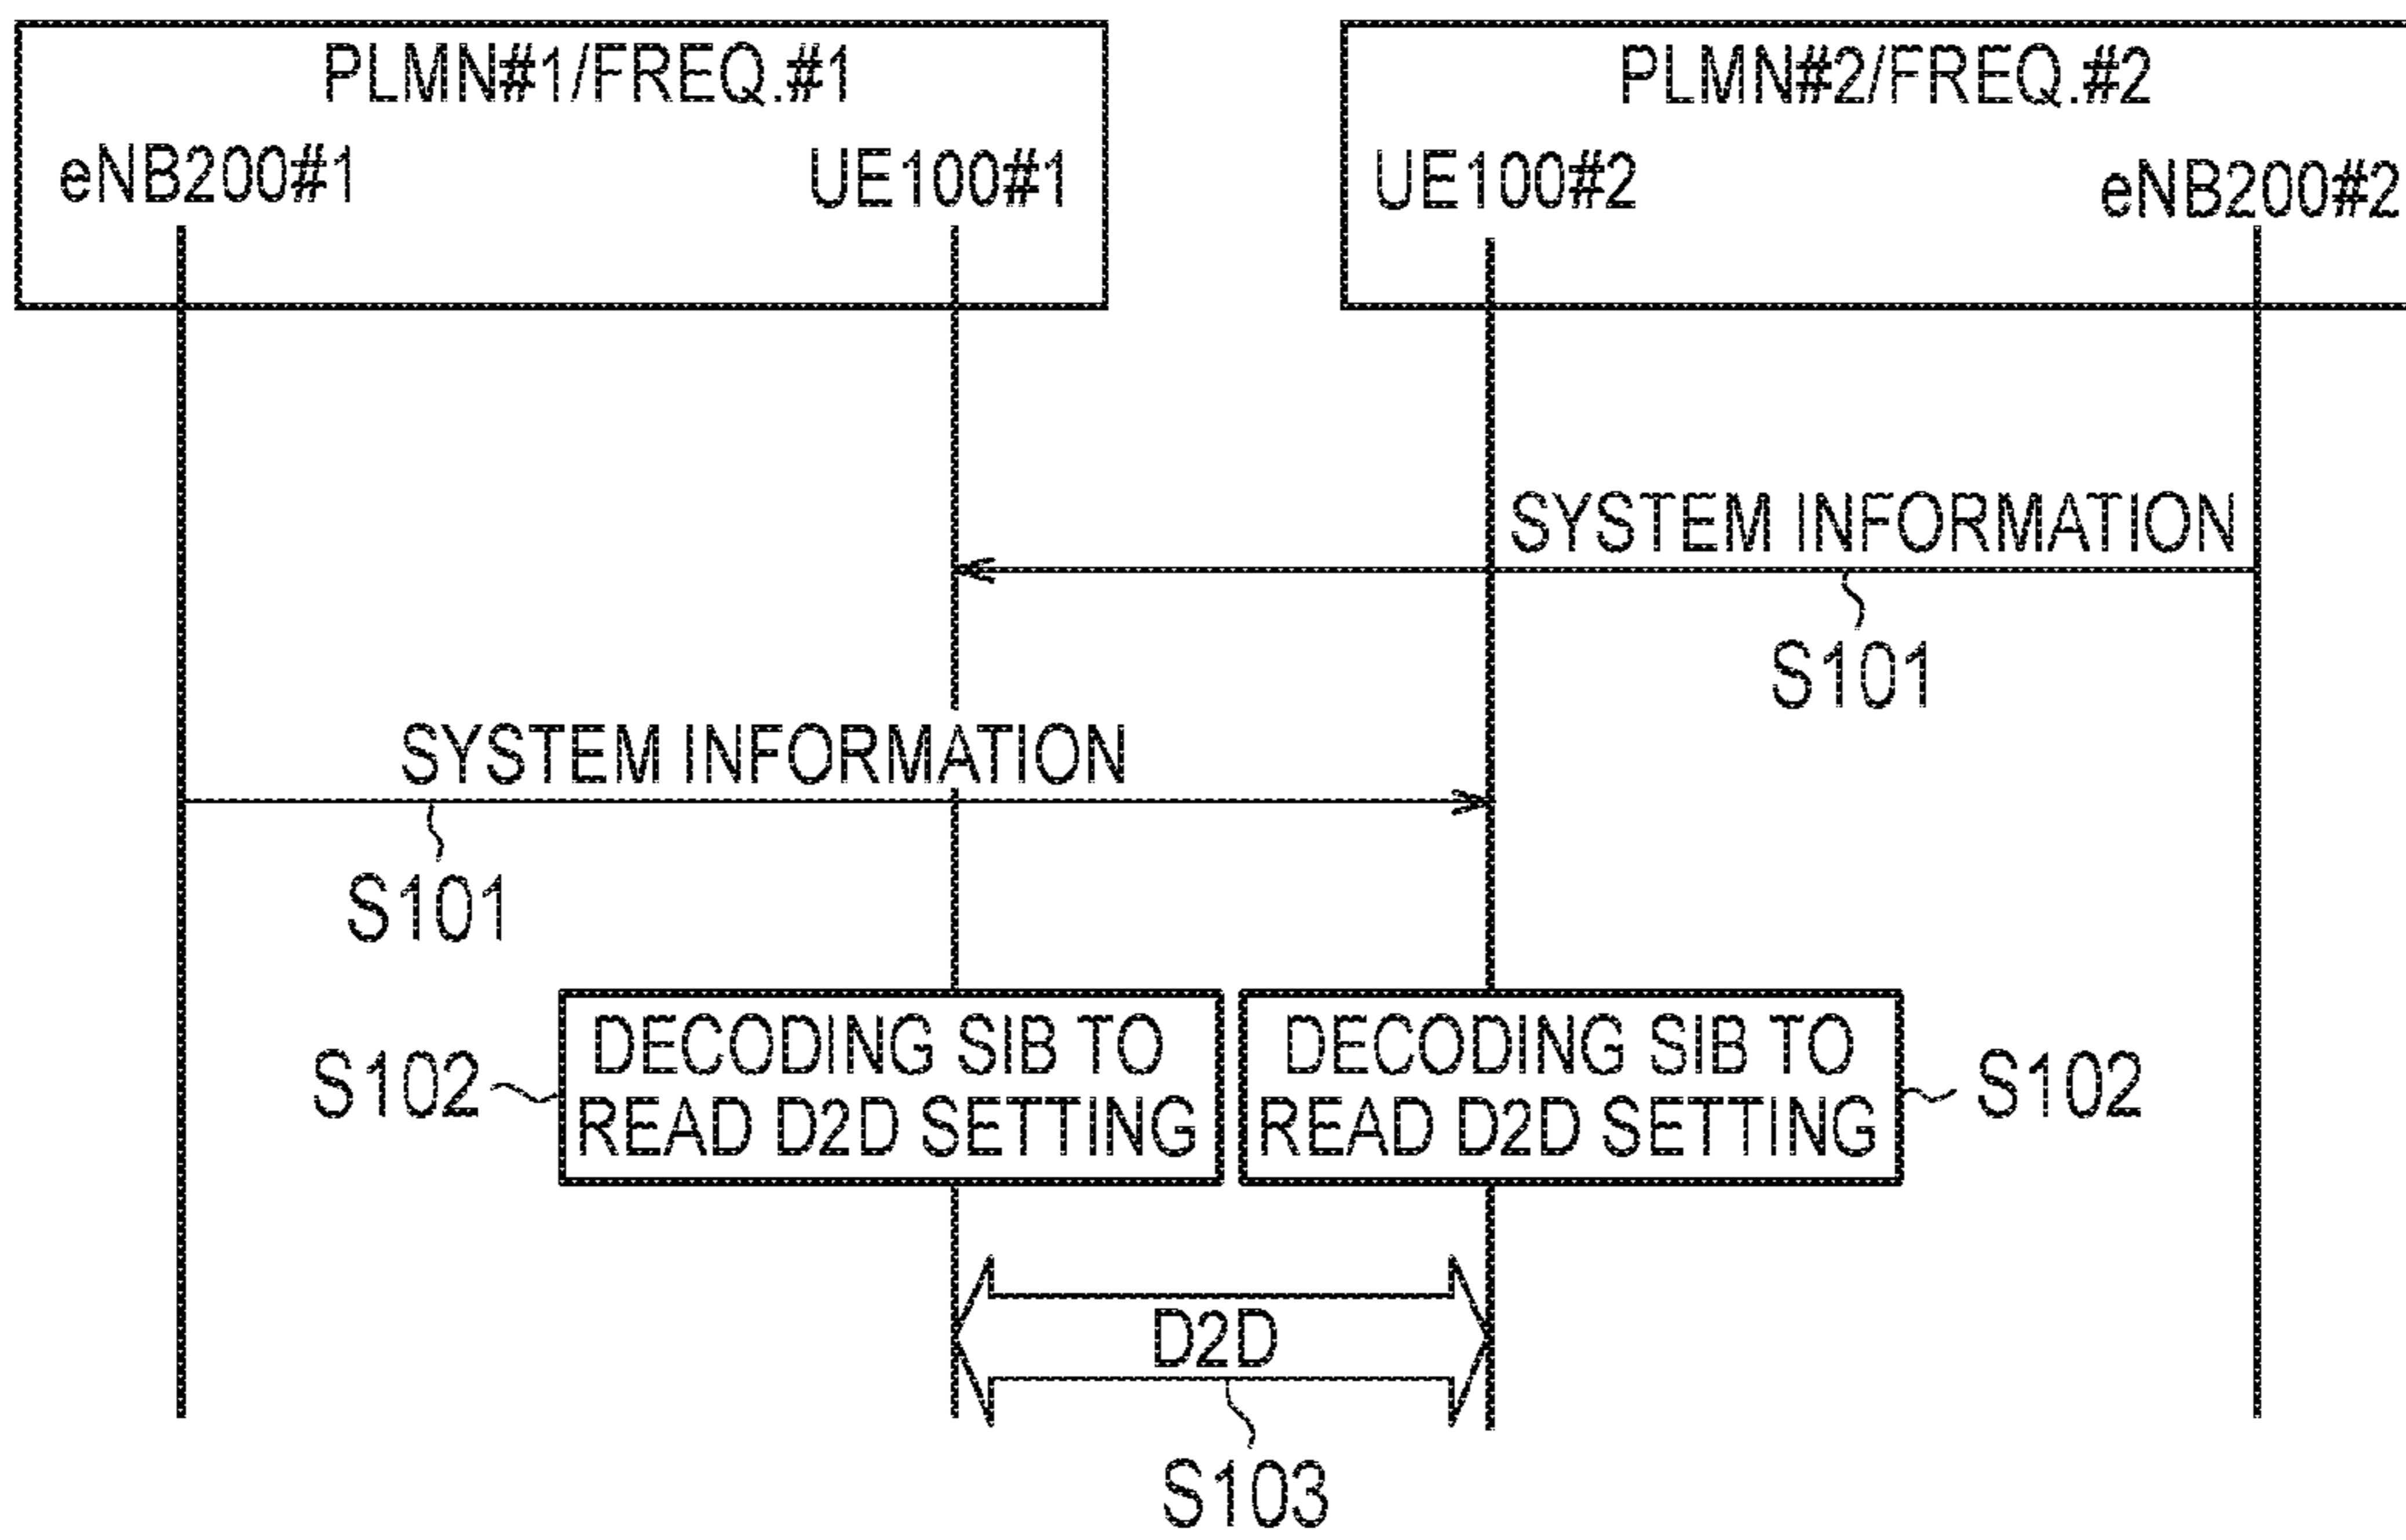 PLMN#1/FREQ.#1
eNB200#1
UE100#1
PLMN#2/FREQ.#2
UE100#2
eNB200#2
SYSTEM INFORMATION
S101
SYSTEM INFORMATION
S101
S102
DECODING SIB TO
READ D2D SETTING
DECODING SIB TO
READ D2D SETTING
S102
D2D
S103